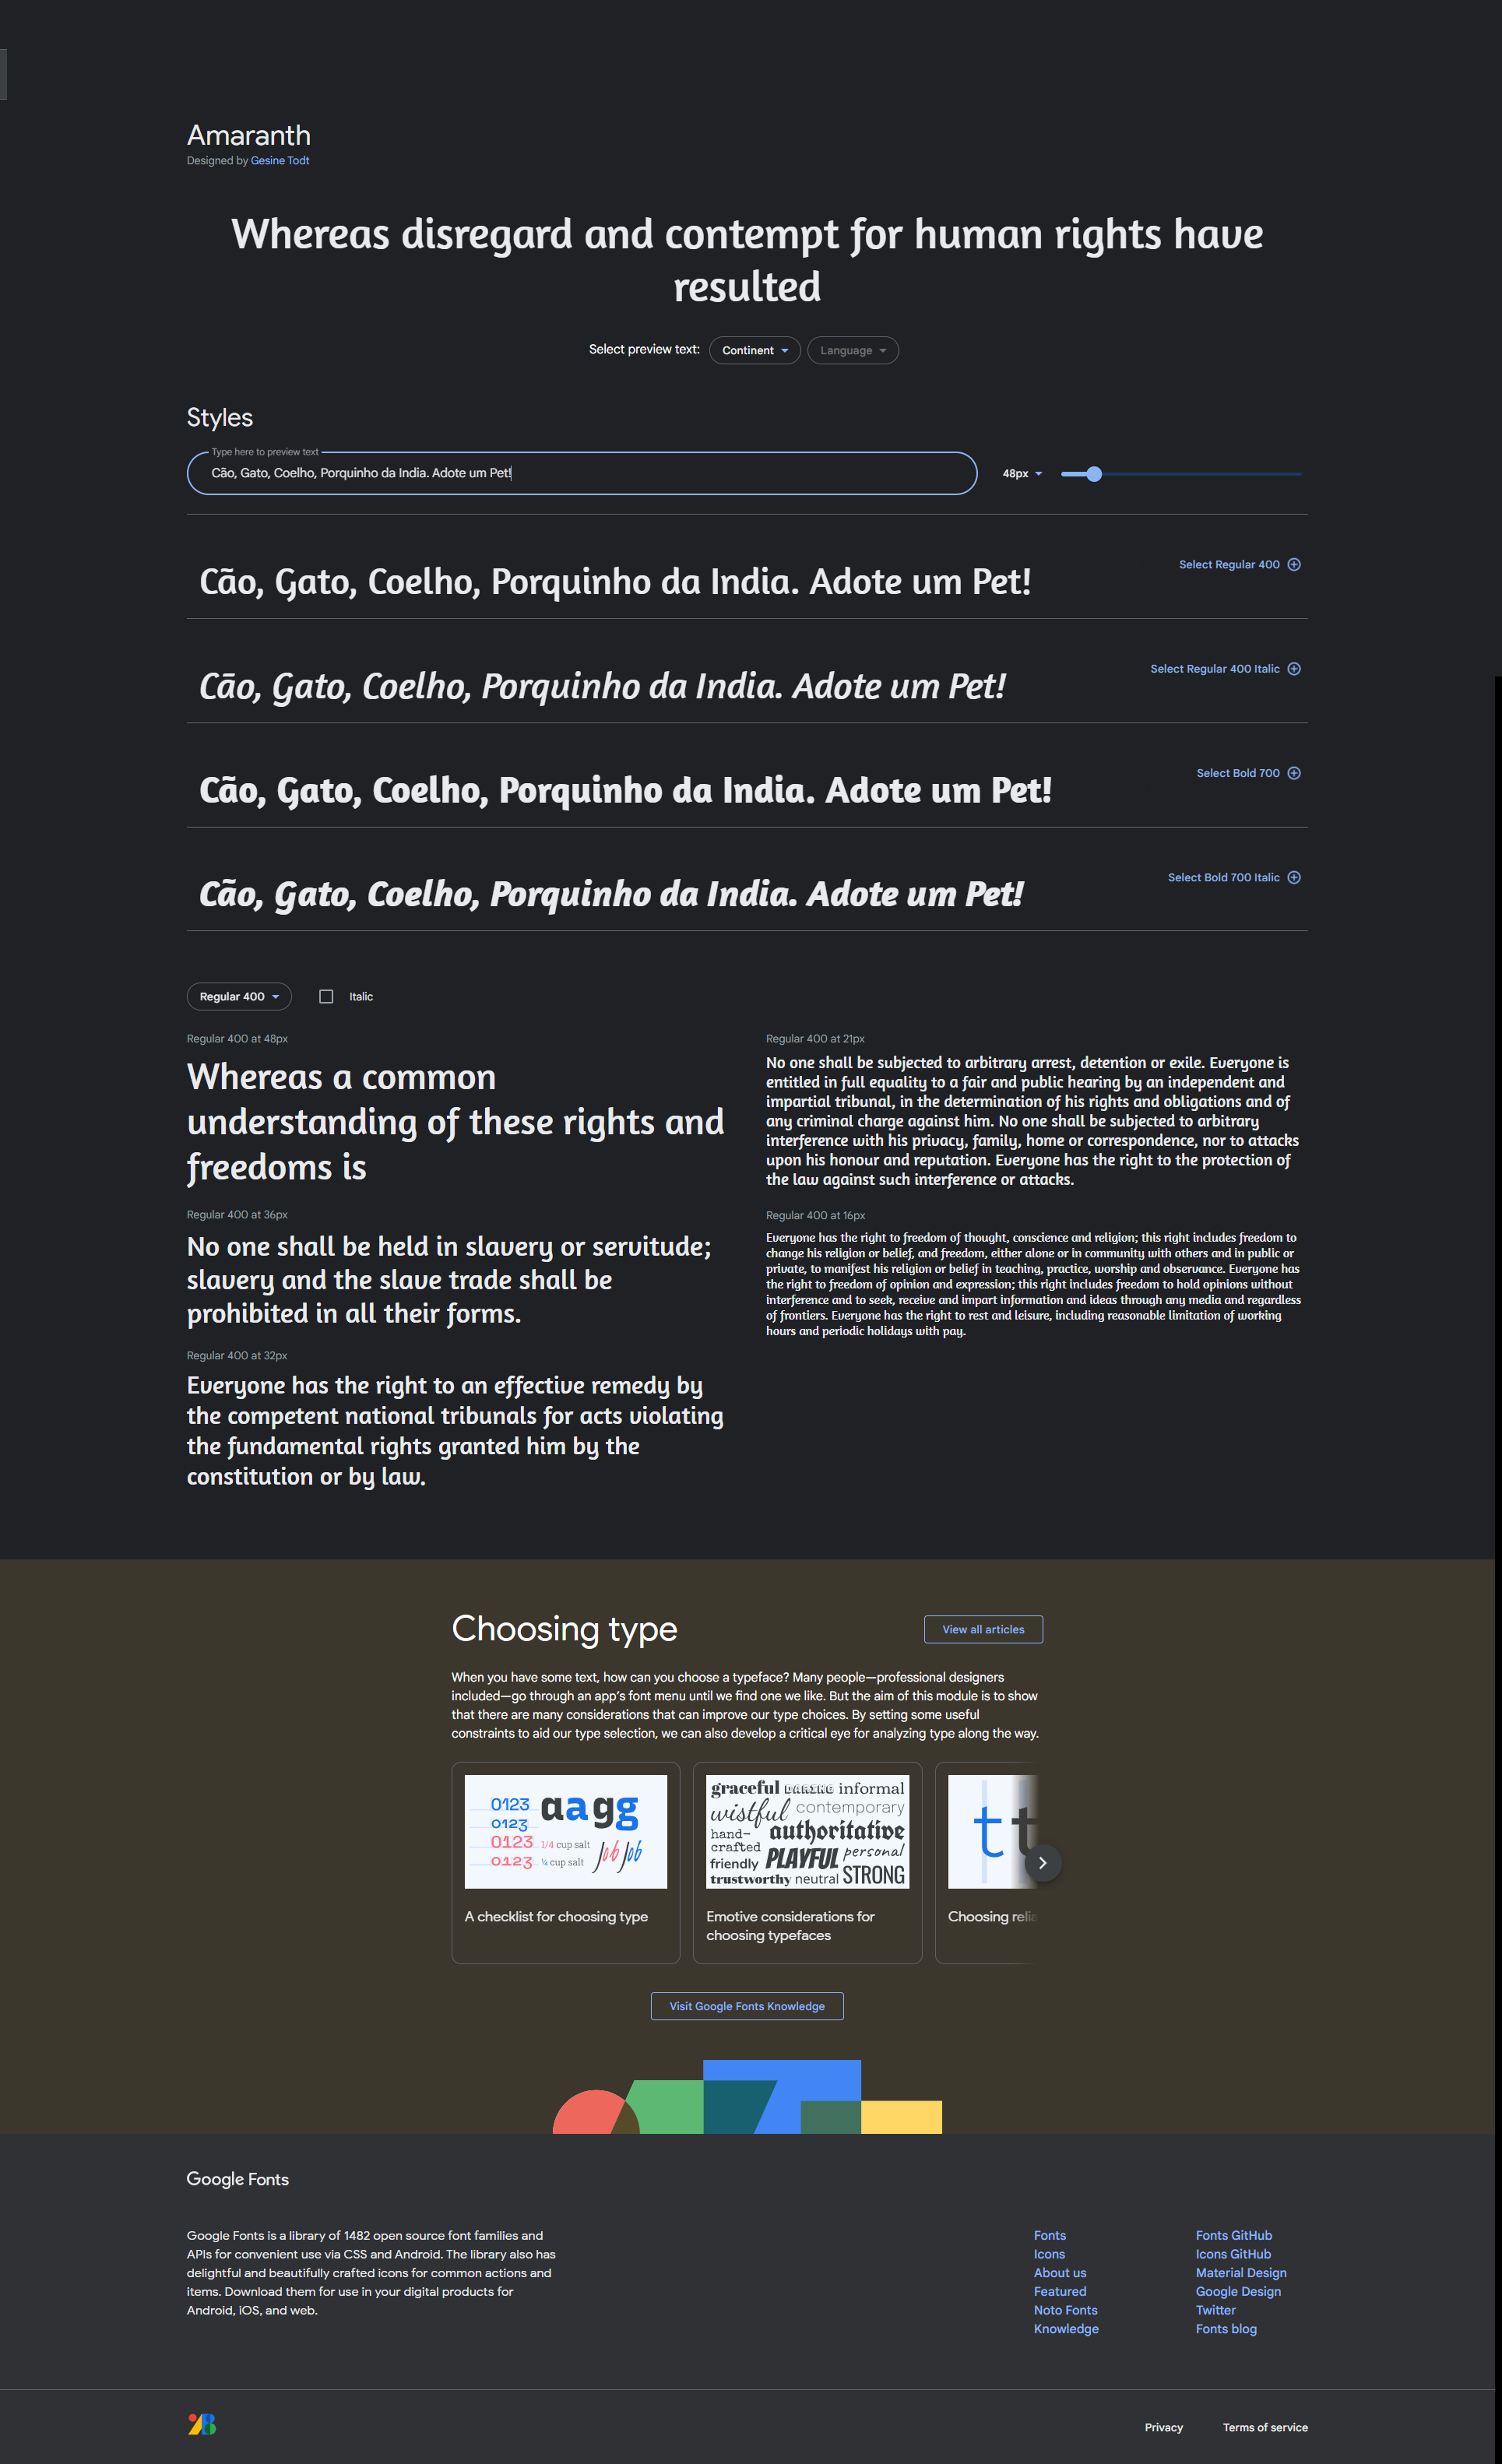 Amaranth
Designed by Gesine Todt
Whereas disregard and contempt for human rights have
resulted
Select preview text: Continent Language
Styles
Type here to preview text
Cão, Gato, Coelho, Porquinho da India. Adote um Pet!
48px
Select Regular 400
Cão, Gato, Coelho, Porquinho da India. Adote um Pet!
Select Regular 400 Italic
Cão, Gato, Coelho, Porquinho da India. Adote um Pet!
Select Bold 700
Cão, Gato, Coelho, Porquinho da India. Adote um Pet!
Select Bold 700 Italic
Cão, Gato, Coelho, Porquinho da India. Adote um Pet!
Regular 400 Italic
Regular 400 at 48px
Whereas a common
understanding of these rights and
freedoms is
Regular 400 at 36px
No one shall be held in slavery or servitude;
slavery and the slave trade shall be
prohibited in all their forms.
Regular 400 at 32px
Everyone has the right to an effective remedy by
the competent national tribunals for acts violating
the fundamental rights granted him by the
constitution or by law.
Regular 400 at 21px
No one shall be subjected to arbitrary arrest, detention or exile. Everyone is
entitled in full equality to a fair and public hearing by an independent and
impartial tribunal, in the determination of his rights and obligations and of
any criminal charge against him. No one shall be subjected to arbitrary
interference with his privacy, family, home or correspondence, nor to attacks
upon his honour and reputation. Everyone has the right to the protection of
the law against such interference or attacks.
Regular 400 at 16px
Everyone has the right to freedom of thought, conscience and religion; this right includes freedom to
change his religion or belief, and freedom, either alone or in community with others and in public or
private, to manifest his religion or belief in teaching, practice, worship and observance. Everyone has
the right to freedom of opinion and expression; this right includes freedom to hold opinions without
interference and to seek, receive and impart information and ideas through any media and regardless
of frontiers. Everyone has the right to rest and leisure, including reasonable limitation of working
hours and periodic holidays with pay.
Choosing type
View all articles
When you have some text, how can you choose a typeface? Many people—professional designers
included—go through an app's font menu until we find one we like. But the aim of this module is to show
that there are many considerations that can improve our type choices. By setting some useful
constraints to aid our type selection, we can also develop a critical eye for analyzing type along the way.
0123
0123
0123
0123
aagg
1/4 cup salt
¼ cup salt
job job
A checklist for choosing type
graceful informal
wistful contemporary
hand-
crafted
authoritative
friendly PLAYFUL personal
trustworthy neutral STRONG
Emotive considerations for
choosing typefaces
tt
Choosing relia
Visit Google Fonts Knowledge
Google Fonts
Google Fonts is a library of 1482 open source font families and
APIs for convenient use via CSS and Android. The library also has
delightful and beautifully crafted icons for common actions and
items. Download them for use in your digital products for
Android, iOS, and web.
Fonts
Icons
About us
Featured
Noto Fonts
Knowledge
Fonts GitHub
Icons GitHub
Material Design
Google Design
Twitter
Fonts blog
Privacy
Terms of service